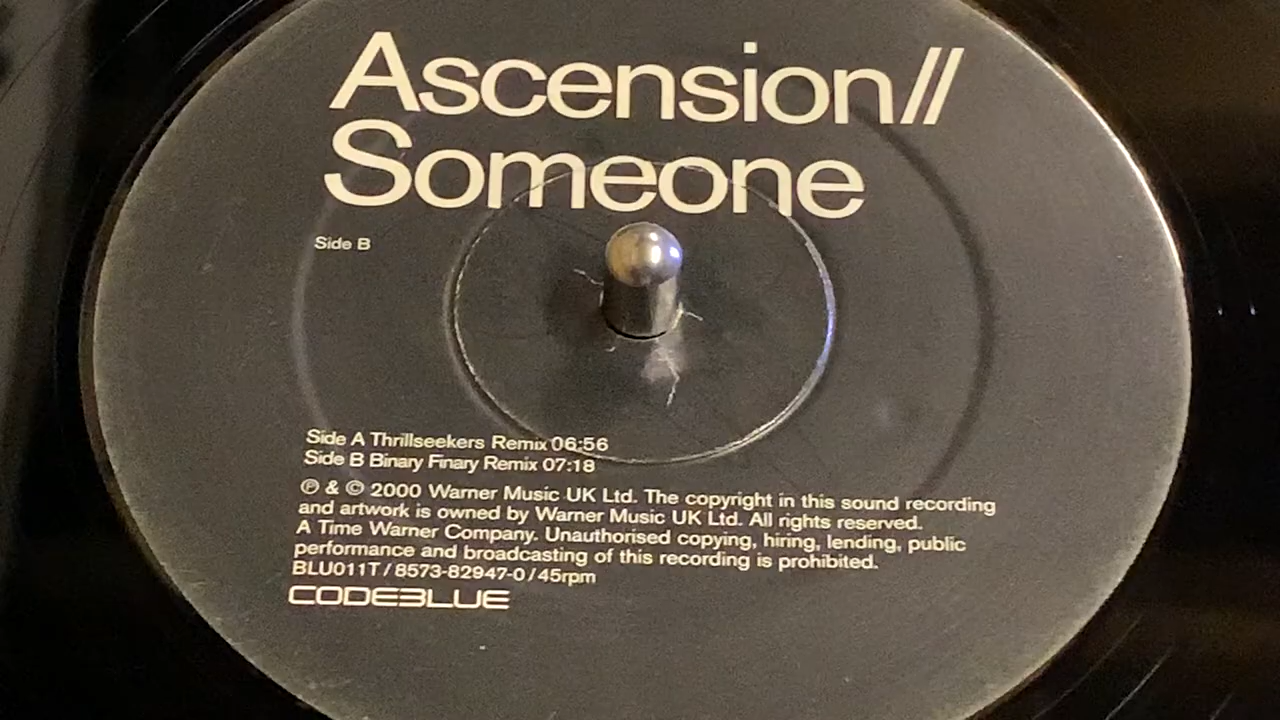 Ascension//
Someone
Side B
Side A Thrillseekers Remix 06:56
Side B Binary Finary Remix 07:18
℗ & © 2000 Warner Music UK Ltd. The copyright in this sound recording
and artwork is owned by Warner Music UK Ltd. All rights reserved.
A Time Warner Company. Unauthorised copying, hiring, lending, public
performance and broadcasting of this recording is prohibited.
BLU011T/8573-82947-0/45rpm
CODEBLUE